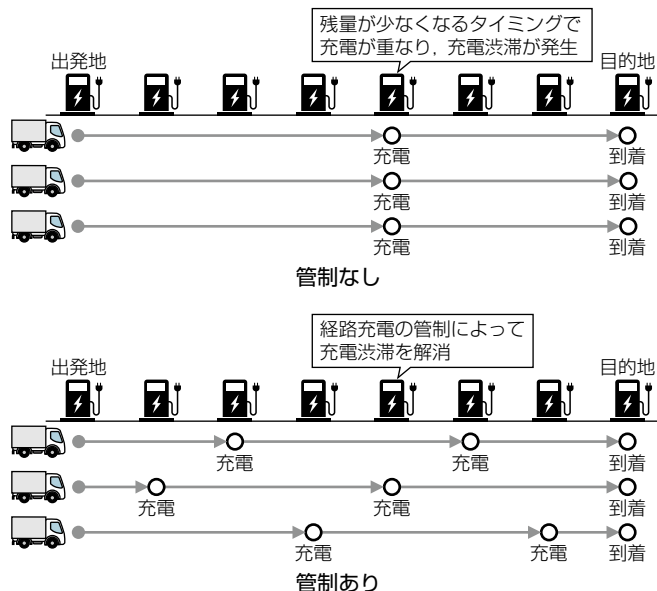 残量が少なくなるタイミングで
充電が重なり，充電渋滞が発生
出発地
目的地
充電
到着
充電
到着
充電
到着
管制なし
経路充電の管制によって
充電渋滞を解消
出発地
目的地
充電
充電
到着
充電
充電
到着
充電
充電
到着
管制あり